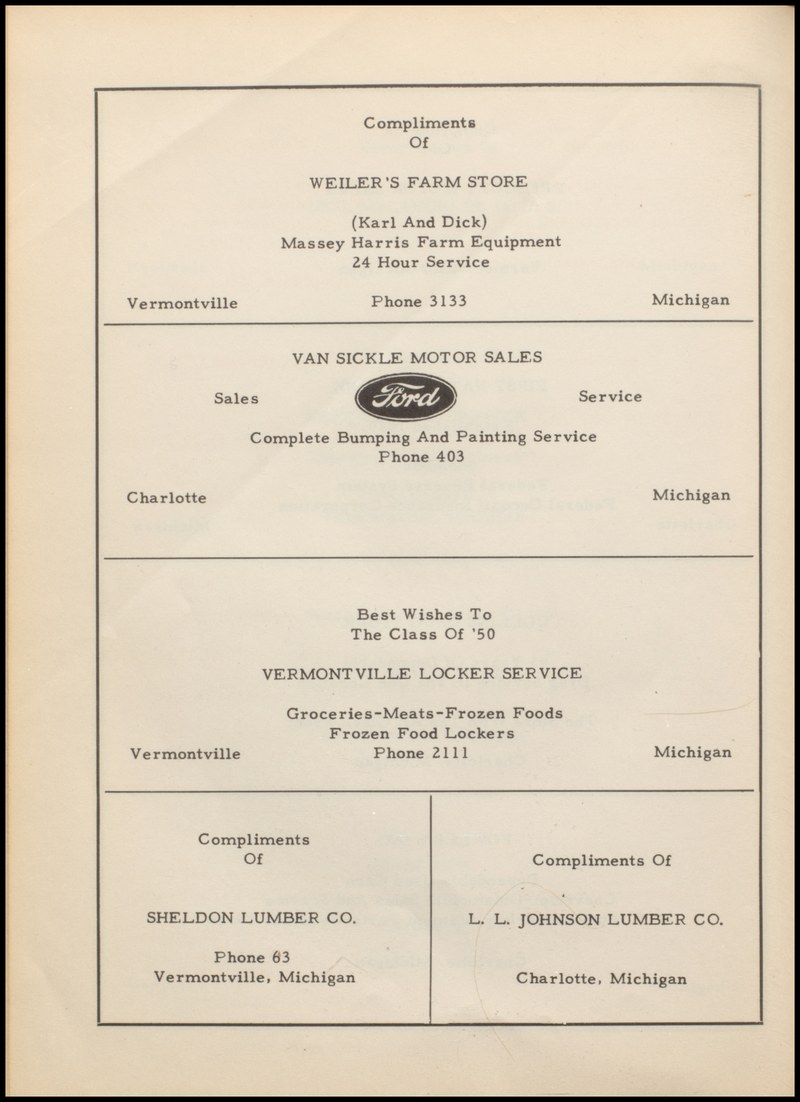 Compliments
Of
WEILER'S FARM STORE
(Karl And Dick)
Massey Harris Farm Equipment
24 Hour Service
Vermontville Phone 3133 Michigan
VAN SICKLE MOTOR SALES
Sales Ford Service
Complete Bumping And Painting Service
Phone 403
Charlotte Michigan
Best Wishes To
The Class Of '50
VERMONTVILLE LOCKER SERVICE
Groceries-Meats-Frozen Foods
Frozen Food Lockers
Vermontville Phone 2111 Michigan
Compliments
Of
SHELDON LUMBER CO.
Phone 63
Vermontville, Michigan
Compliments Of
L. L. JOHNSON LUMBER CO.
Charlotte, Michigan